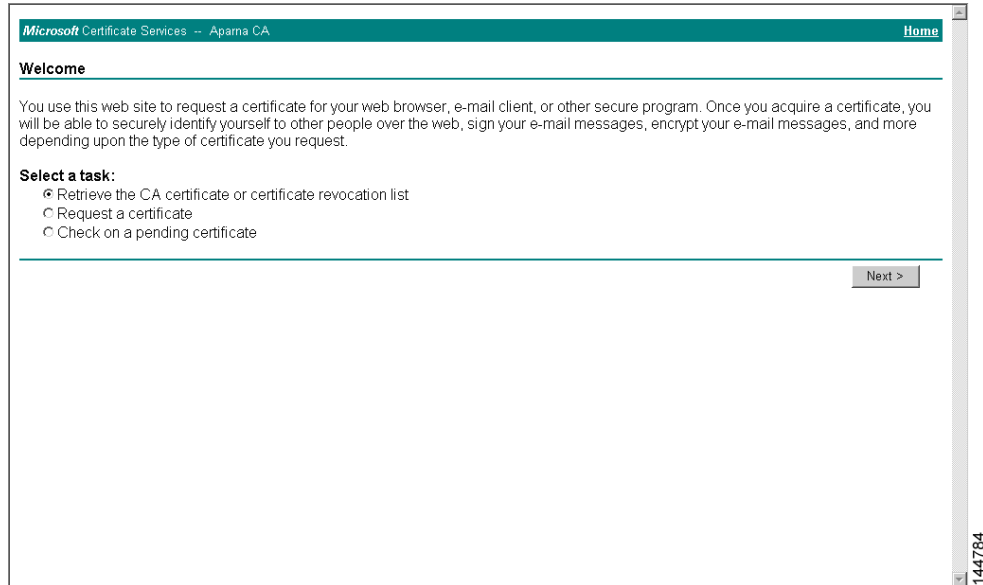 Microsoft Certificate Services -- Aparna CA Home
Welcome
You use this web site to request a certificate for your web browser, e-mail client, or other secure program. Once you acquire a certificate, you
will be able to securely identify yourself to other people over the web, sign your e-mail messages, encrypt your e-mail messages, and more
depending upon the type of certificate you request.
Select a task:
Retrieve the CA certificate or certificate revocation list
Request a certificate
Check on a pending certificate
Next >
144784